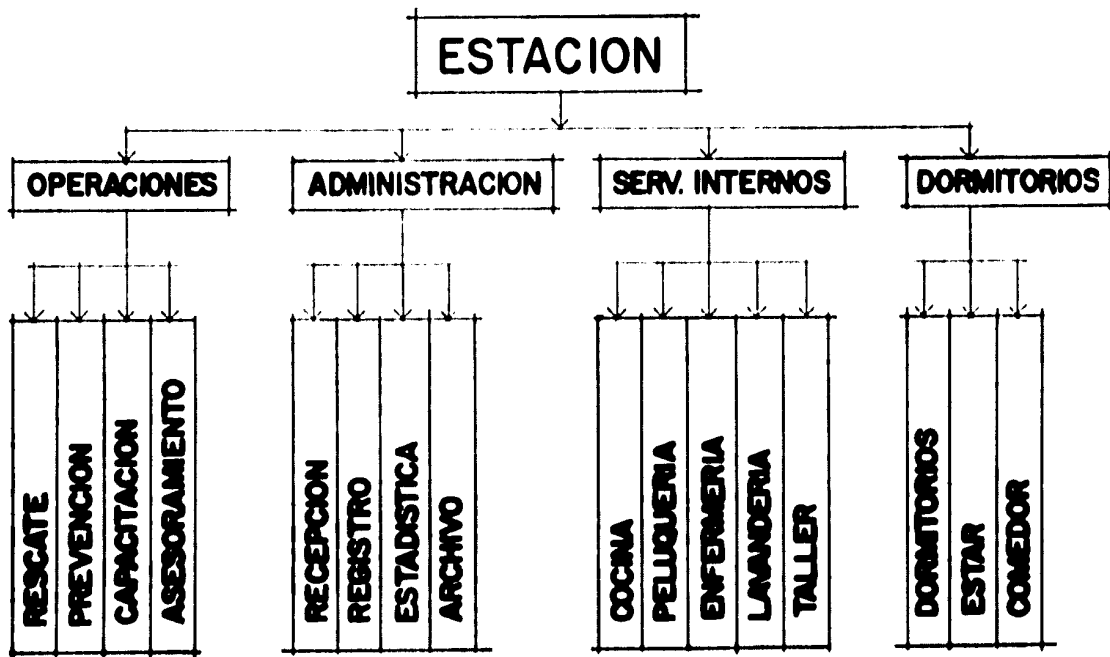 ESTACION
OPERACIONES
ADMINISTRACION
SERV. INTERNOS
DORMITORIOS
RESCATE
PREVENCION
CAPACITACION
ASESORAMIENTO
RECEPCION
REGISTRO
ESTADISTICA
ARCHIVO
COCINA
PELUQUERIA
ENFERMERIA
LAVANDERIA
TALLER
DORMITORIOS
ESTAR
COMEDOR